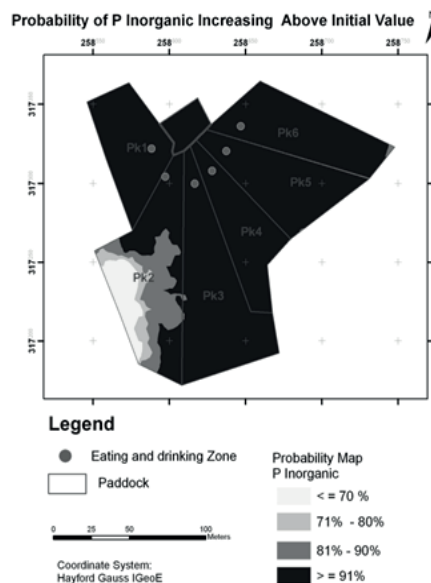 Probability of P Inorganic Increasing Above Initial Value
258 258 258 258 258
317
317
317
317
Pk1
Pk6
Pk5
Pk4
Pk2
Pk3
Legend
Eating and drinking Zone
Paddock
0 25 50 100
Meters
Coordinate System:
Hayford Gauss IGeoE
Probability Map
P Inorganic
< = 70 %
71% - 80%
81% - 90%
> = 91%